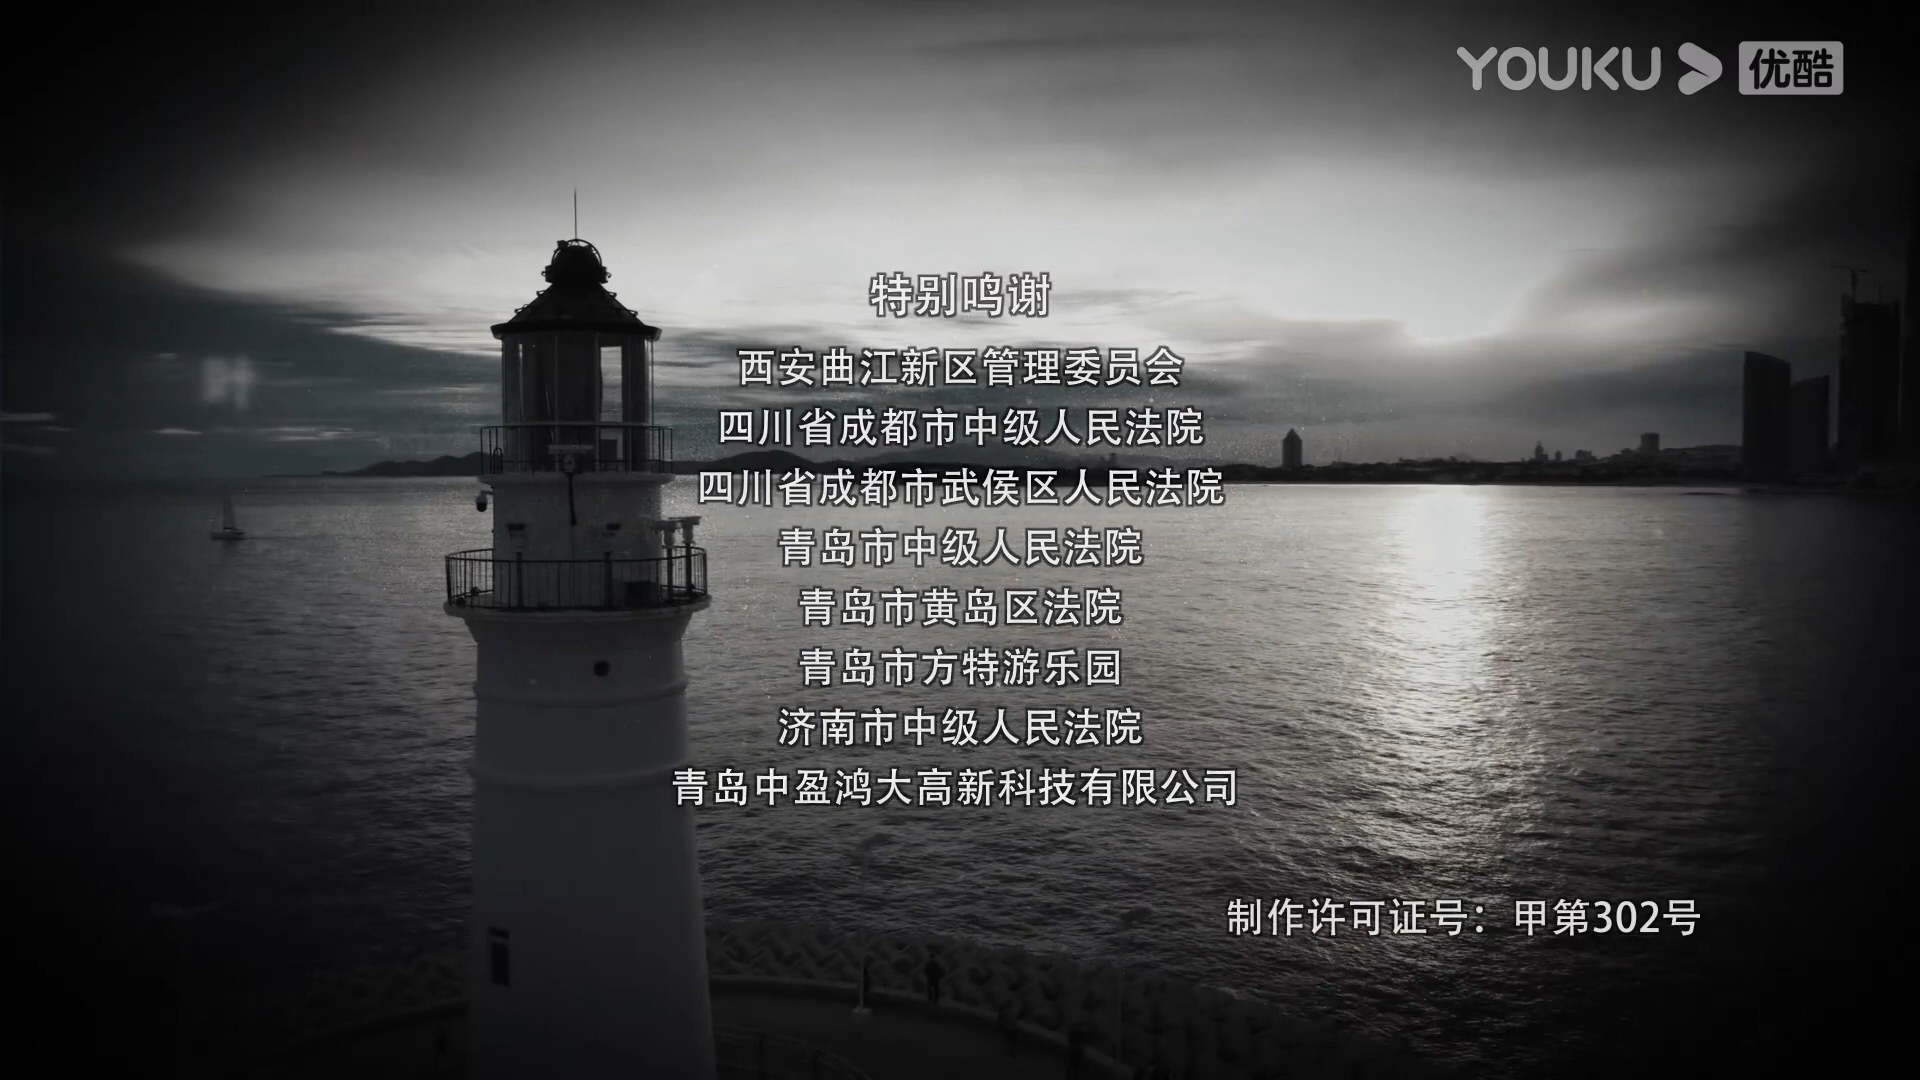 YOUKU 优酷
特别鸣谢
西安曲江新区管理委员会
四川省成都市中级人民法院
四川省成都市武侯区人民法院
青岛市中级人民法院
青岛市黄岛区法院
青岛市方特游乐园
济南市中级人民法院
青岛中盈鸿大高新科技有限公司
制作许可证号：甲第302号